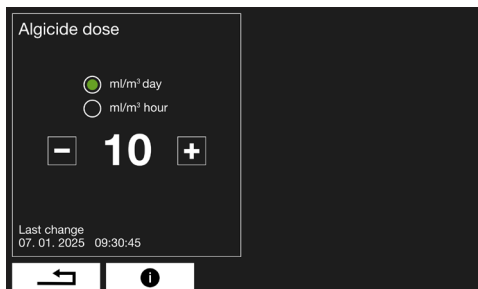 Algicide dose
ml/m³ day
ml/m³ hour
− 10 +
Last change
07. 01. 2025 09:30:45
i